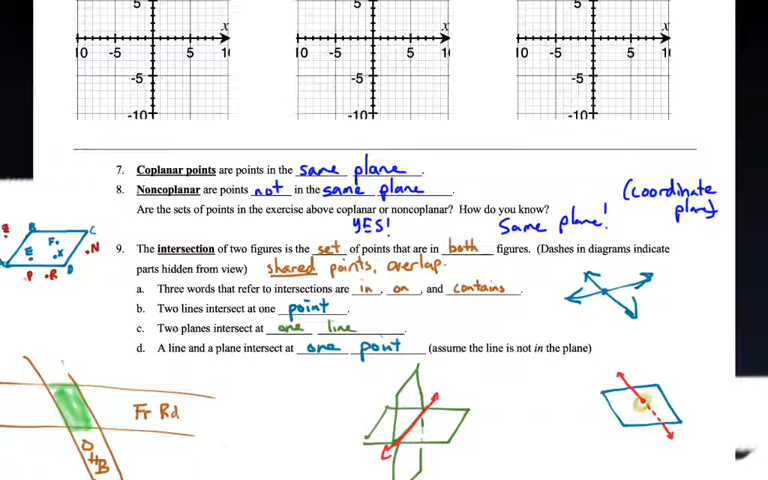 5 5 5
x x x
10 -5 5 10 -5 5 1 10 -5 5 10
-5 -5 -5
-10 -10 -10
7. Coplanar points are points in the same plane.
8. Noncoplanar are points not in the same plane.
(coordinate plane)
Are the sets of points in the exercise above coplanar or noncoplanar? How do you know?
YES! Same plane!
B C
F E X N
P R D
9. The intersection of two figures is the set of points that are in both figures. (Dashes in diagrams indicate
parts hidden from view) shared points, overlap.
a. Three words that refer to intersections are in, on, and contains.
b. Two lines intersect at one point.
c. Two planes intersect at one line.
d. A line and a plane intersect at one point (assume the line is not in the plane)
Fr Rd
OHB